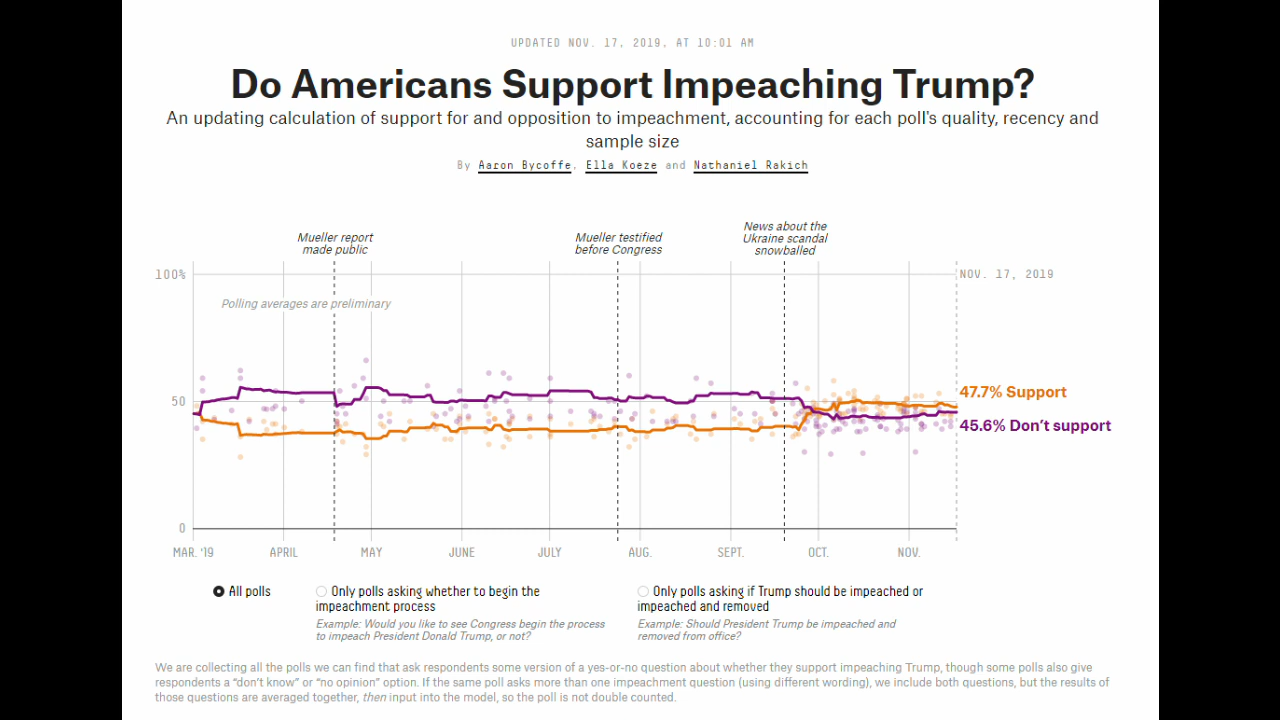 UPDATED NOV. 17, 2019, AT 10:01 AM
Do Americans Support Impeaching Trump?
An updating calculation of support for and opposition to impeachment, accounting for each poll's quality, recency and
sample size
By Aaron Bycoffe, Ella Koeze and Nathaniel Rakich
Mueller report
made public
Mueller testified
before Congress
News about the
Ukraine scandal
snowballed
100%
NOV. 17, 2019
Polling averages are preliminary
50
47.7% Support
45.6% Don't support
0
MAR. '19
APRIL
MAY
JUNE
JULY
AUG.
SEPT.
OCT.
NOV.
All polls
Only polls asking whether to begin the
impeachment process
Example: Would you like to see Congress begin the process
to impeach President Donald Trump, or not?
Only polls asking if Trump should be impeached or
impeached and removed
Example: Should President Trump be impeached and
removed from office?
We are collecting all the polls we can find that ask respondents some version of a yes-or-no question about whether they support impeaching Trump, though some polls also give
respondents a “don't know” or “no opinion” option. If the same poll asks more than one impeachment question (using different wording), we include both questions, but the results of
those questions are averaged together, then input into the model, so the poll is not double counted.